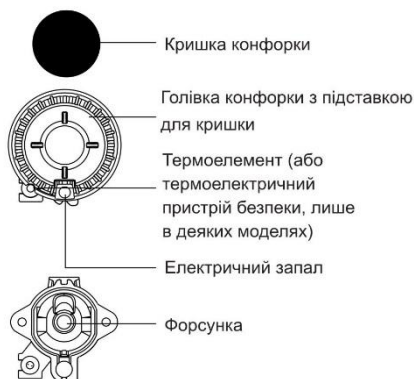 Кришка конфорки
Голівка конфорки з підставкою
для кришки
Термоелемент (або
термоелектричний
пристрій безпеки, лише
в деяких моделях)
Електричний запал
Форсунка